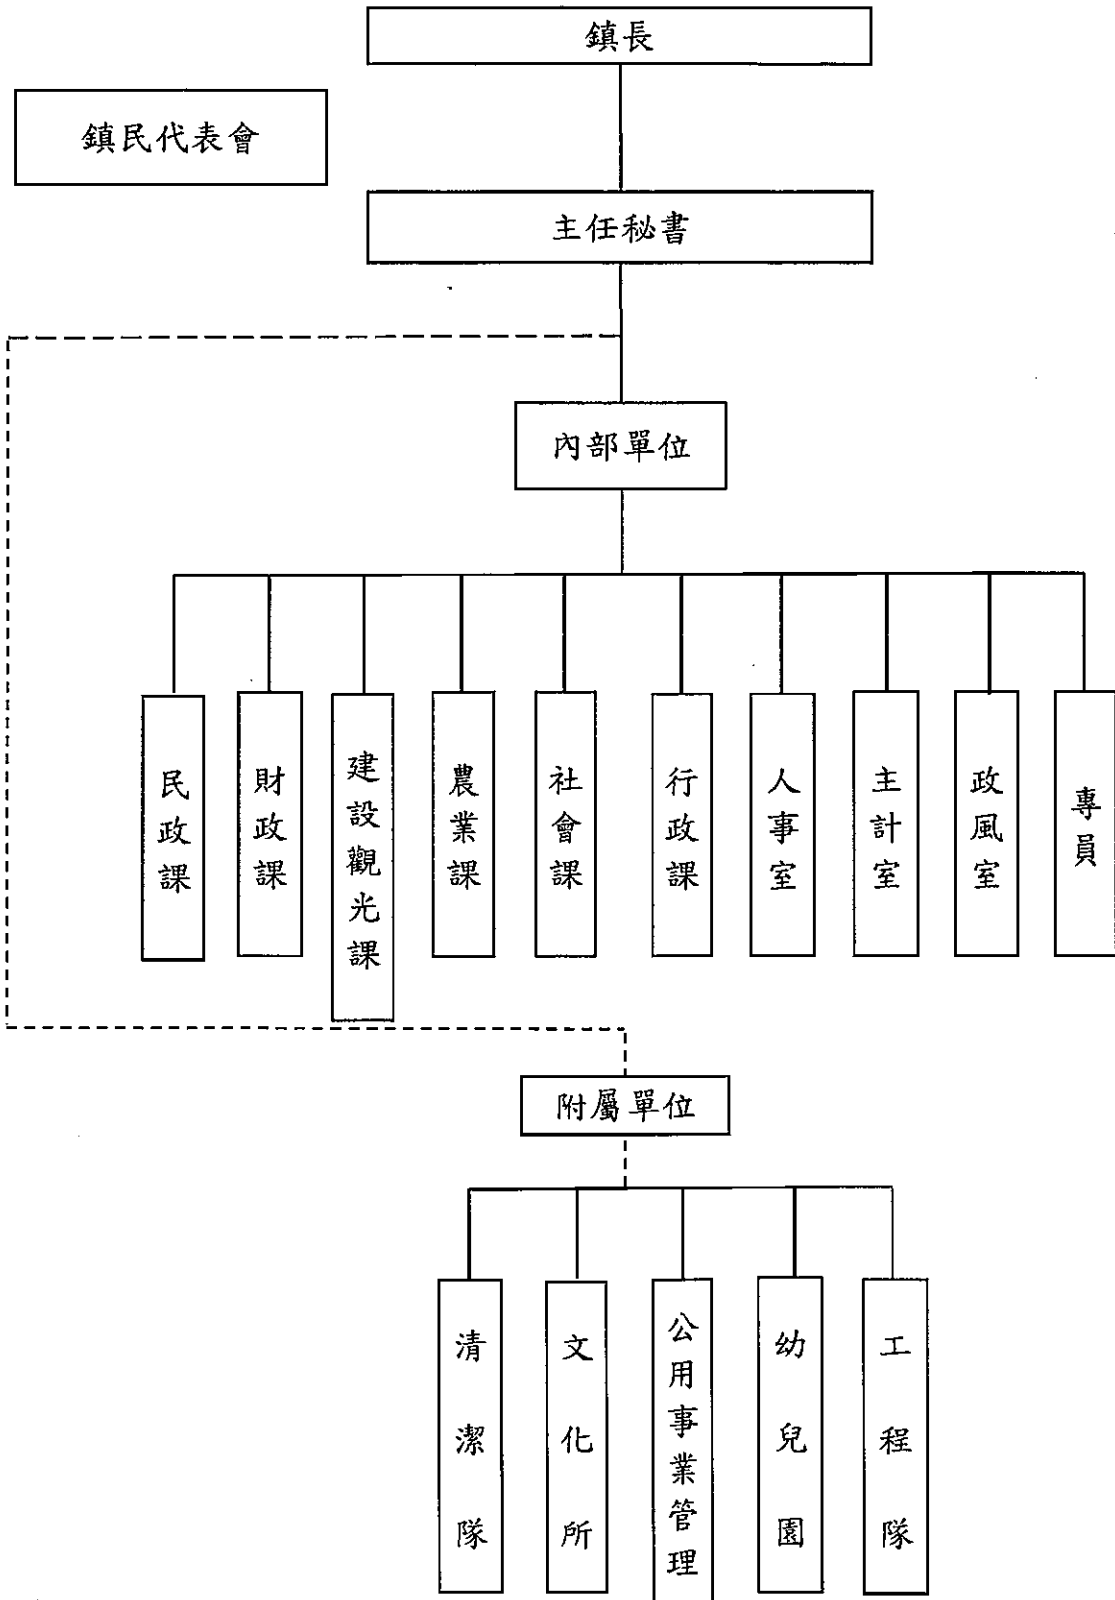 鎮長
鎮民代表會
主任秘書
內部單位
民政課
財政課
建設觀光課
農業課
社會課
行政課
人事室
主計室
政風室
專員
附屬單位
清潔隊
文化所
公用事業管理
幼兒園
工程隊